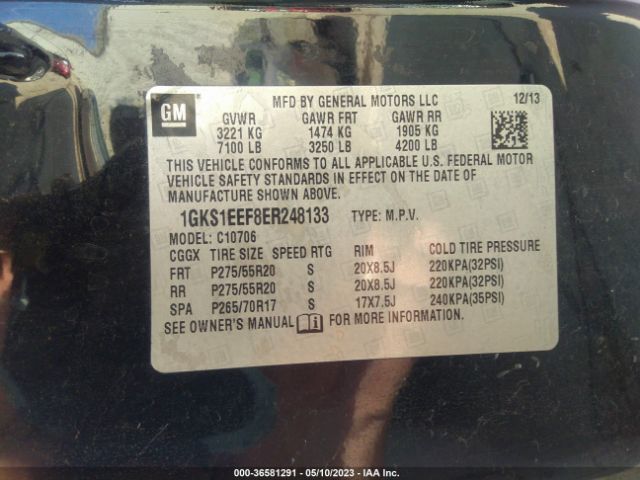 GM
MFD BY GENERAL MOTORS LLC 12/13
GVWR GAWR FRT GAWR RR
3221 KG 1474 KG 1905 KG
7100 LB 3250 LB 4200 LB
THIS VEHICLE CONFORMS TO ALL APPLICABLE U.S. FEDERAL MOTOR
VEHICLE SAFETY STANDARDS IN EFFECT ON THE DATE OF
MANUFACTURE SHOWN ABOVE.
1GKS1EEF8ER248133 TYPE: M.P.V.
MODEL: C10706
CGGX TIRE SIZE SPEED RTG RIM COLD TIRE PRESSURE
FRT P275/55R20 S 20X8.5J 220KPA(32PSI)
RR P275/55R20 S 20X8.5J 220KPA(32PSI)
SPA P265/70R17 S 17X7.5J 240KPA(35PSI)
SEE OWNER'S MANUAL FOR MORE INFORMATION.
000-36581291 - 05/10/2023 - IAA Inc.